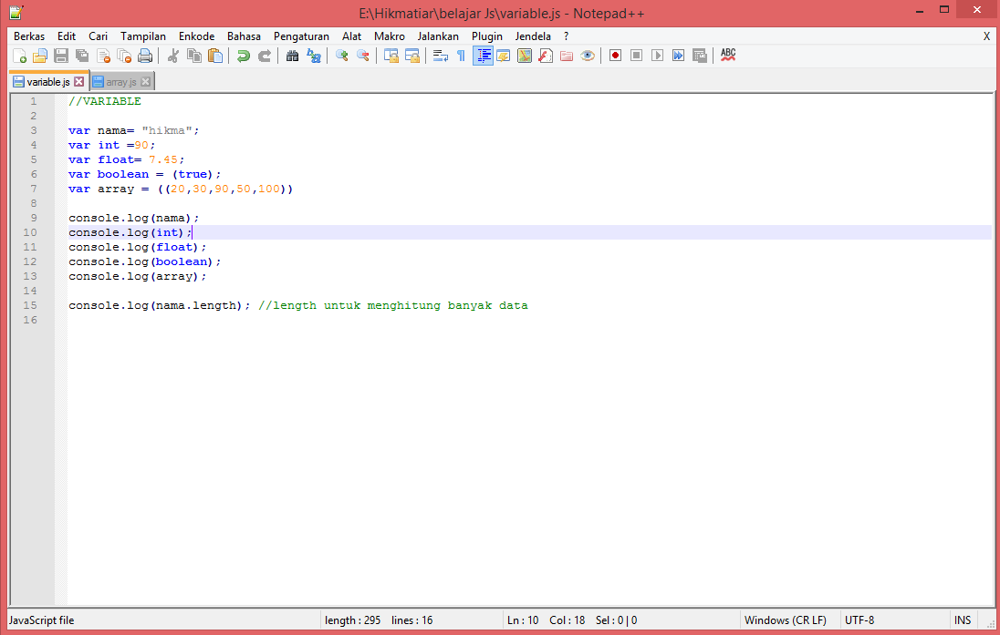 E:\Hikmatiar\belajar Js\variable.js - Notepad++
Berkas Edit Cari Tampilan Enkode Bahasa Pengaturan Alat Makro Jalankan Plugin Jendela ? X
ABC
variable.js array.js
1 //VARIABLE
2
3 var nama= "hikma";
4 var int =90;
5 var float= 7.45;
6 var boolean = (true);
7 var array = ((20,30,90,50,100))
8
9 console.log(nama);
10 console.log(int);
11 console.log(float);
12 console.log(boolean);
13 console.log(array);
14
15 console.log(nama.length); //length untuk menghitung banyak data
16
JavaScript file length : 295 lines : 16 Ln : 10 Col : 18 Sel : 0 | 0 Windows (CR LF) UTF-8 INS